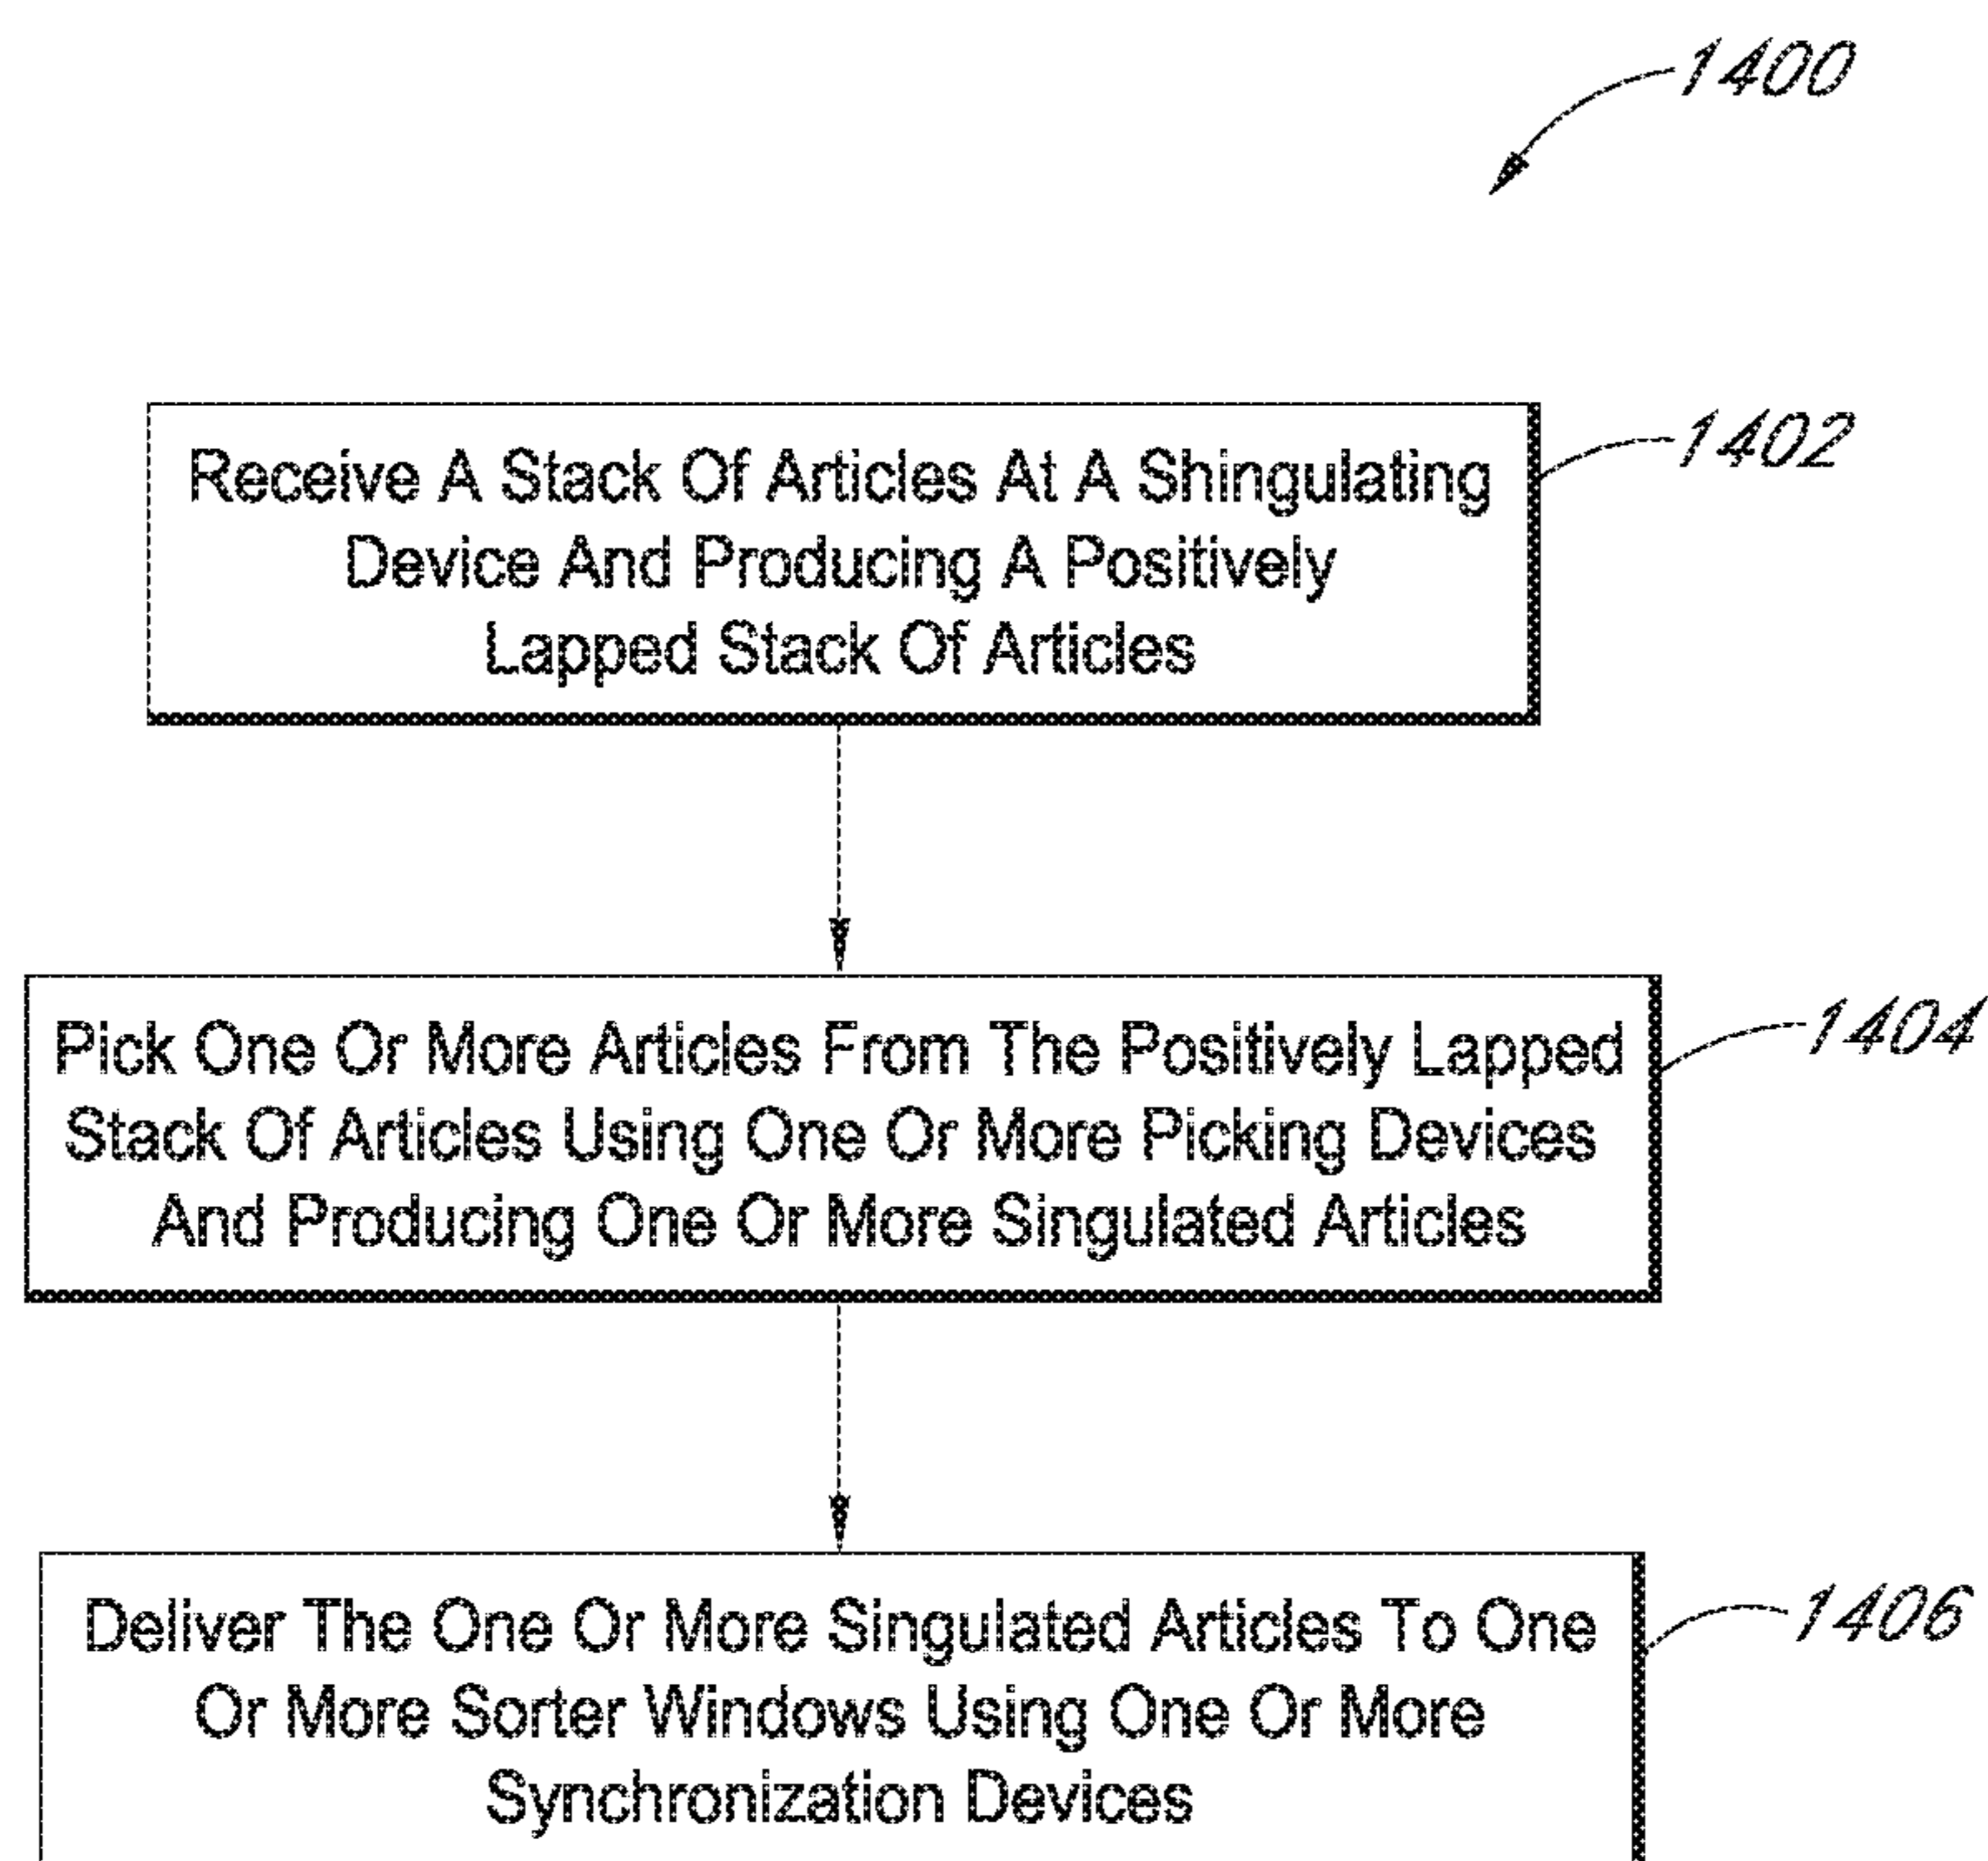 1400
Receive A Stack Of Articles At A Shingulating
1402
Device And Producing A Positively
Lapped Stack Of Articles
Pick One Or More Articles From The Positively Lapped
1404
Stack Of Articles Using One Or More Picking Devices
And Producing One Or More Singulated Articles
Deliver The One Or More Singulated Articles To One
1406
Or More Sorter Windows Using One Or More
Synchronization Devices